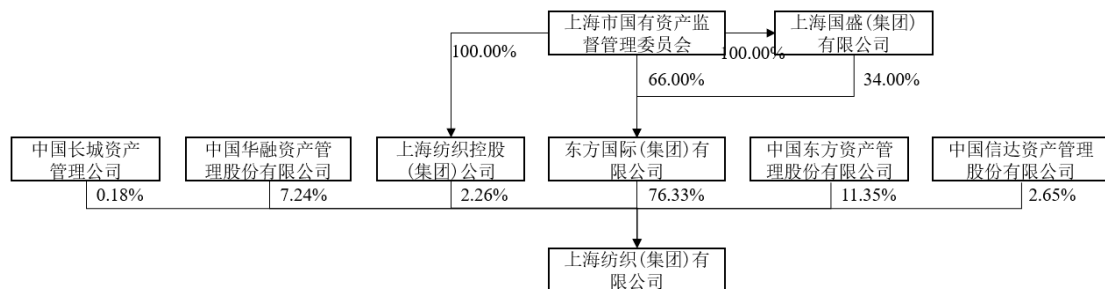 上海市国有资产监
督管理委员会
上海国盛(集团)
有限公司
100.00%
100.00%
66.00%
34.00%
中国长城资产
管理公司
中国华融资产管
理股份有限公司
上海纺织控股
(集团)公司
东方国际(集团)有
限公司
中国东方资产管
理股份有限公司
中国信达资产管理
股份有限公司
0.18%
7.24%
2.26%
76.33%
11.35%
2.65%
上海纺织(集团)有
限公司